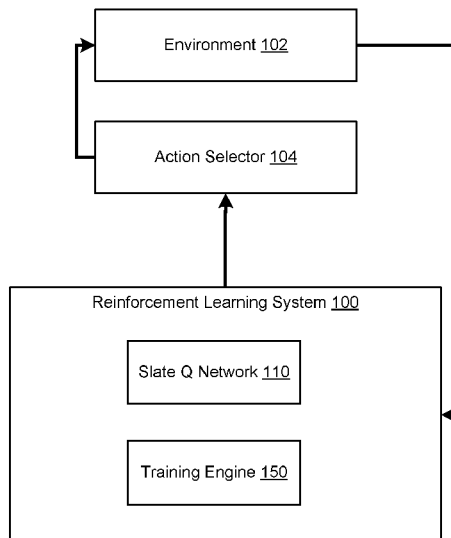 Environment 102
Action Selector 104
Reinforcement Learning System 100
Slate Q Network 110
Training Engine 150